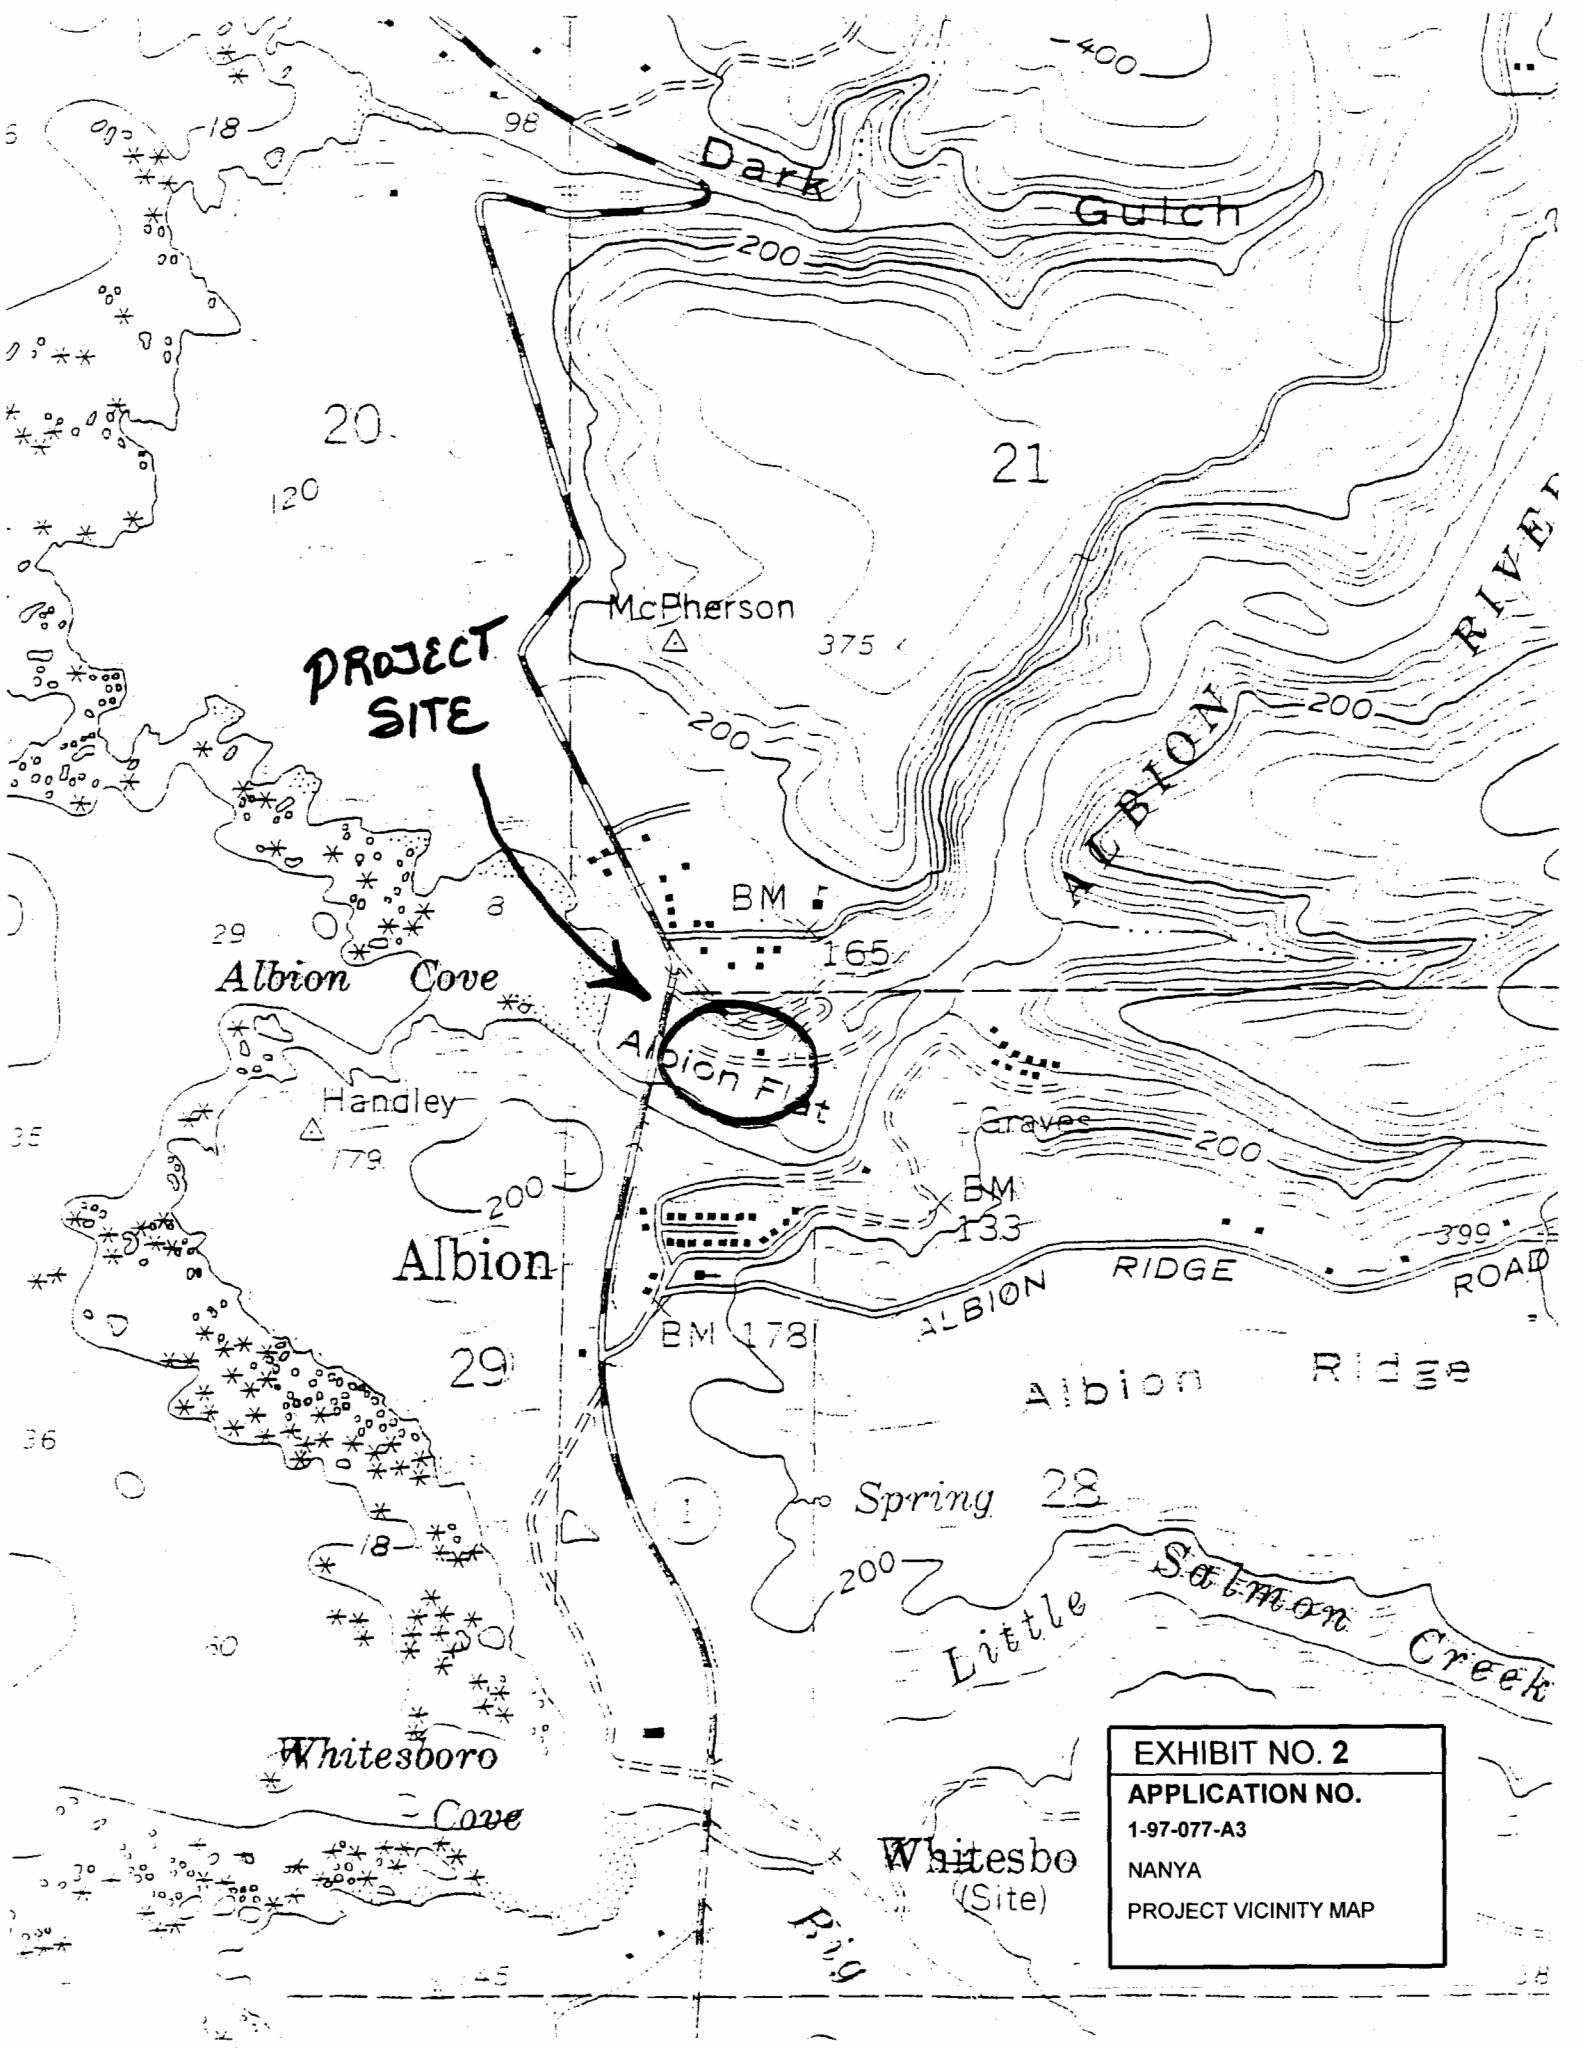 -400
98
18
Dark
Gulch
200
20
21
120
McPherson
375
PROJECT
SITE
200
200
ALBION RIVER
BM
165
8
29
Albion Cove
Albion Flat
Handley
179
35
Graves
200
200
BM
133
399
Albion
ALBION RIDGE ROAD
BM 178
29
Albion Ridge
36
1
Spring
28
18
200
Little Salmon Creek
Whitesboro
Cove
Whitesbo
(Site)
Big
45
EXHIBIT NO. 2
APPLICATION NO.
1-97-077-A3
NANYA
PROJECT VICINITY MAP